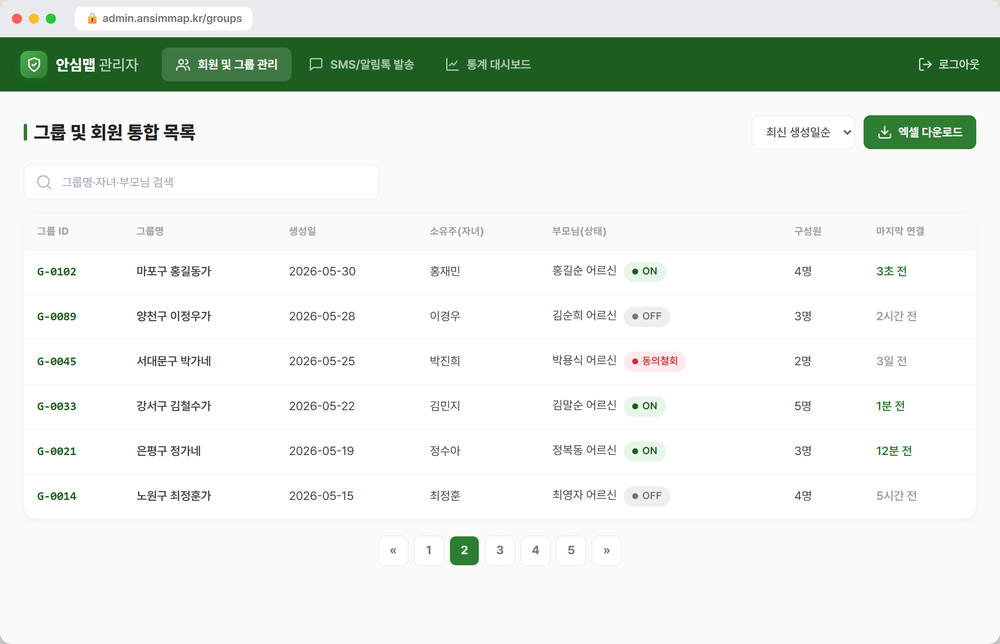 admin.ansimmap.kr/groups
안심맵 관리자 회원 및 그룹 관리 SMS/알림톡 발송 통계 대시보드 로그아웃
그룹 및 회원 통합 목록 최신 생성일순 엑셀 다운로드
그룹명·자녀·부모님 검색
그룹 ID 그룹명 생성일 소유주(자녀) 부모님(상태) 구성원 마지막 연결
G-0102 마포구 홍길동가 2026-05-30 홍재민 홍길순 어르신 ON 4명 3초 전
G-0089 양천구 이정우가 2026-05-28 이경우 김순희 어르신 OFF 3명 2시간 전
G-0045 서대문구 박가네 2026-05-25 박진희 박용식 어르신 동의철회 2명 3일 전
G-0033 강서구 김철수가 2026-05-22 김민지 김말순 어르신 ON 5명 1분 전
G-0021 은평구 정가네 2026-05-19 정수아 정복동 어르신 ON 3명 12분 전
G-0014 노원구 최정훈가 2026-05-15 최정훈 최영자 어르신 OFF 4명 5시간 전
« 1 2 3 4 5 »